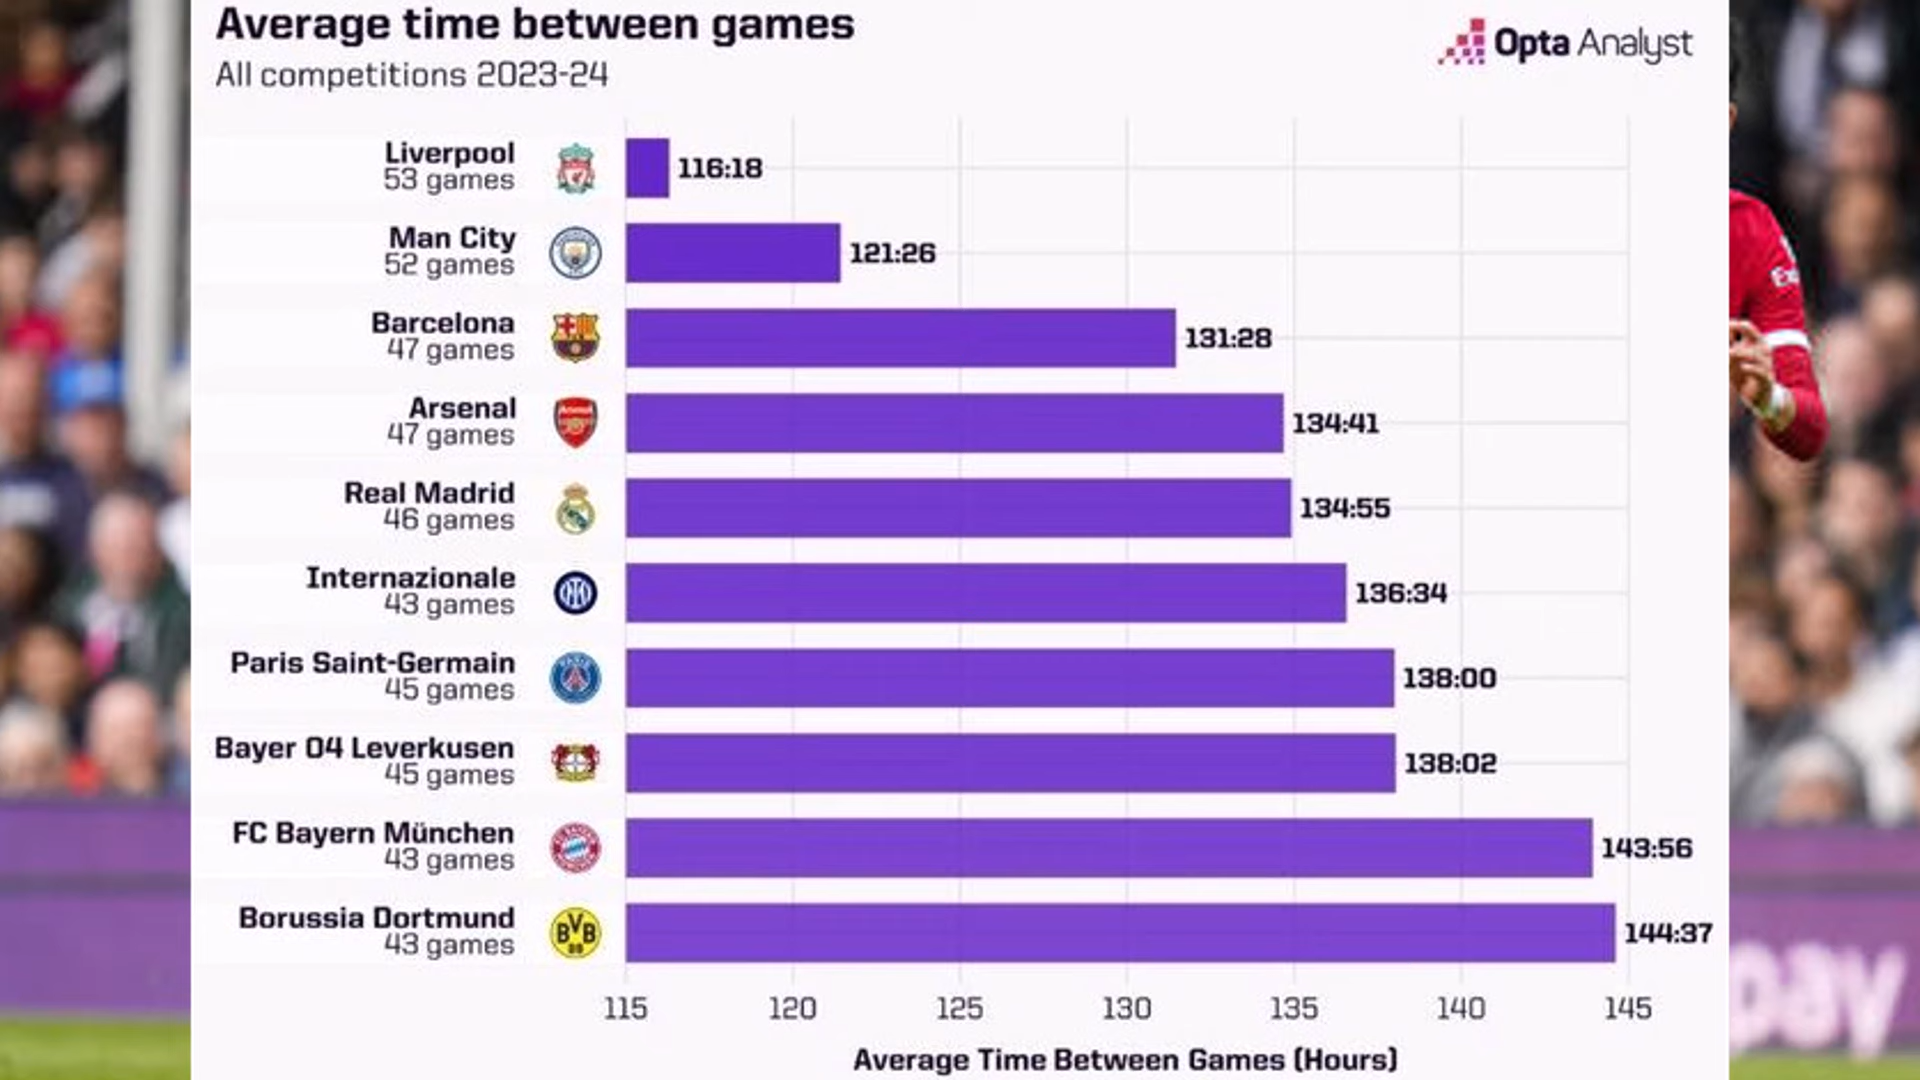 Average time between games
All competitions 2023-24
Opta Analyst
Liverpool
53 games
116:18
Man City
52 games
121:26
Barcelona
47 games
131:28
Arsenal
47 games
134:41
Real Madrid
46 games
134:55
Internazionale
43 games
136:34
Paris Saint-Germain
45 games
138:00
Bayer 04 Leverkusen
45 games
138:02
FC Bayern München
43 games
143:56
Borussia Dortmund
43 games
BVB
09
144:37
115 120 125 130 135 140 145
Average Time Between Games (Hours)
pay